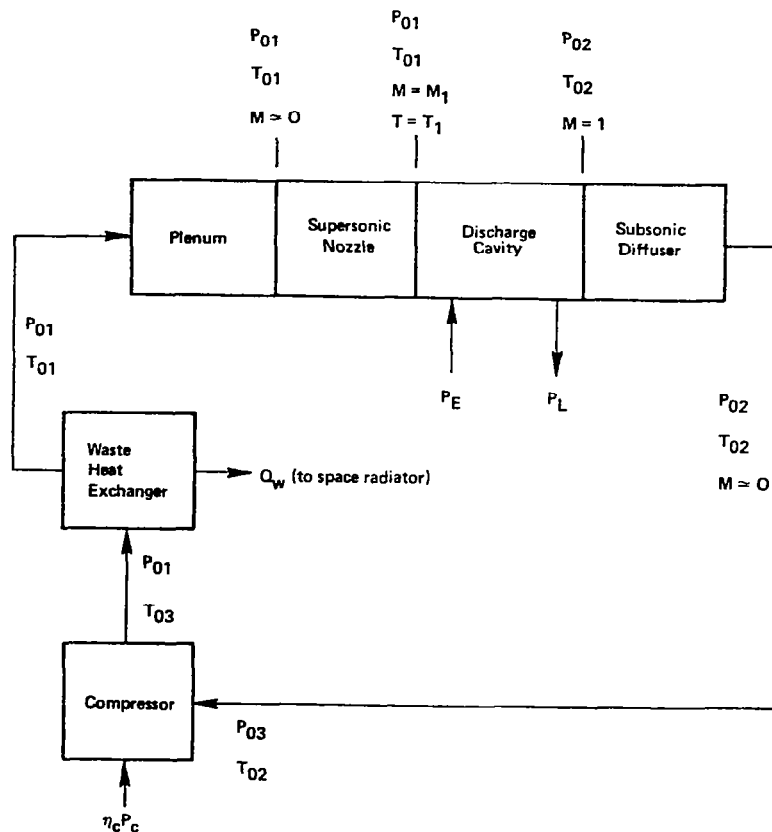 P01
T01
M ≃ O
P01
T01
M = M1
T = T1
P02
T02
M = 1
Plenum
Supersonic
Nozzle
Discharge
Cavity
Subsonic
Diffuser
P01
T01
PE
PL
P02
T02
M ≃ O
Waste
Heat
Exchanger
Qw (to space radiator)
P01
T03
Compressor
P03
T02
ηcPc